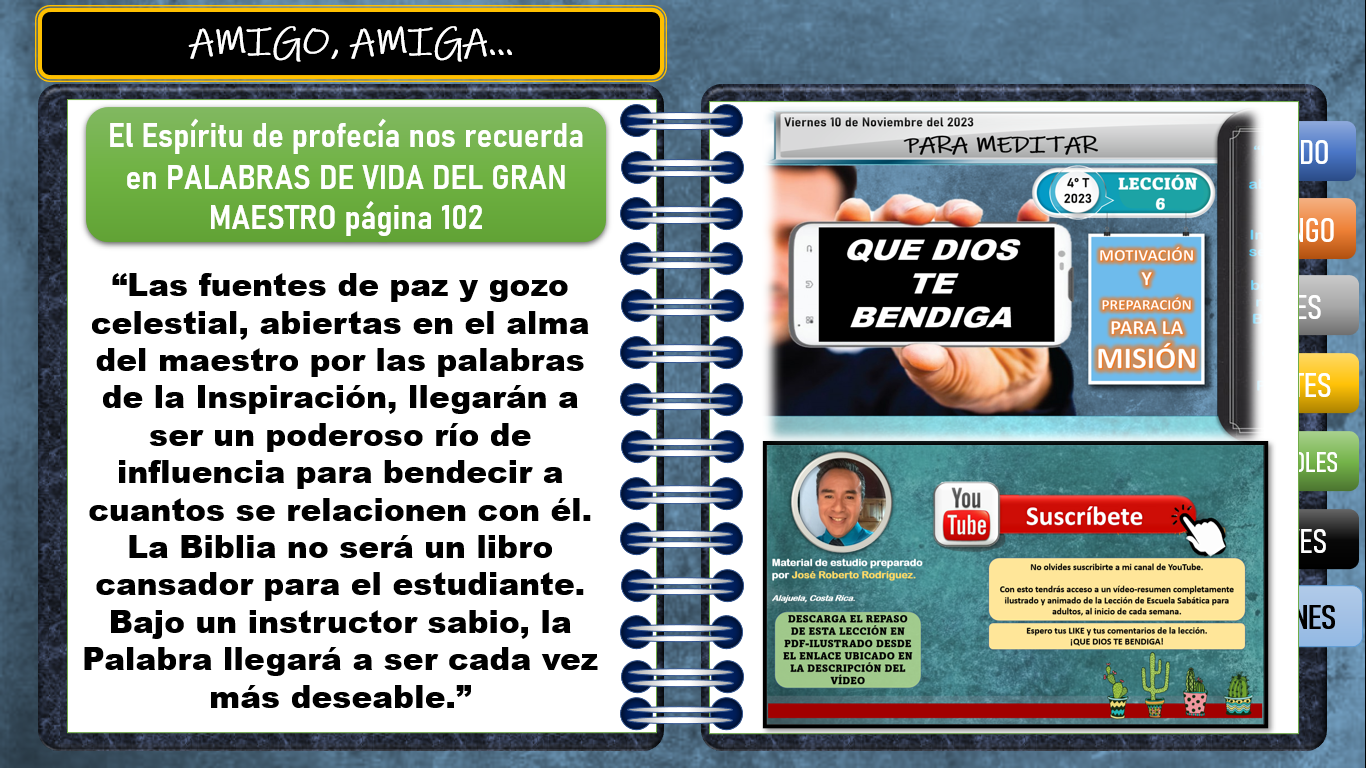 AMIGO, AMIGA...
El Espíritu de profecía nos recuerda
en PALABRAS DE VIDA DEL GRAN
MAESTRO página 102
“Las fuentes de paz y gozo
celestial, abiertas en el alma
del maestro por las palabras
de la Inspiración, llegarán a
ser un poderoso río de
influencia para bendecir a
cuantos se relacionen con él.
La Biblia no será un libro
cansador para el estudiante.
Bajo un instructor sabio, la
Palabra llegará a ser cada vez
más deseable.”
Viernes 10 de Noviembre del 2023
PARA MEDITAR
4° T
2023
LECCIÓN
6
QUE DIOS
TE
BENDIGA
MOTIVACIÓN
Y
PREPARACIÓN
PARA LA
MISIÓN
Material de estudio preparado
por José Roberto Rodríguez.
Alajuela, Costa Rica.
DESCARGA EL REPASO
DE ESTA LECCIÓN EN
PDF-ILUSTRADO DESDE
EL ENLACE UBICADO EN
LA DESCRIPCIÓN DEL
VÍDEO
You
Tube
Suscríbete
No olvides suscribirte a mi canal de YouTube.
Con esto tendrás acceso a un vídeo-resumen completamente
ilustrado y animado de la Lección de Escuela Sabática para
adultos, al inicio de cada semana.
Espero tus LIKE y tus comentarios de la lección.
¡QUE DIOS TE BENDIGA!
DO
NGO
ES
TES
OLES
ES
NES